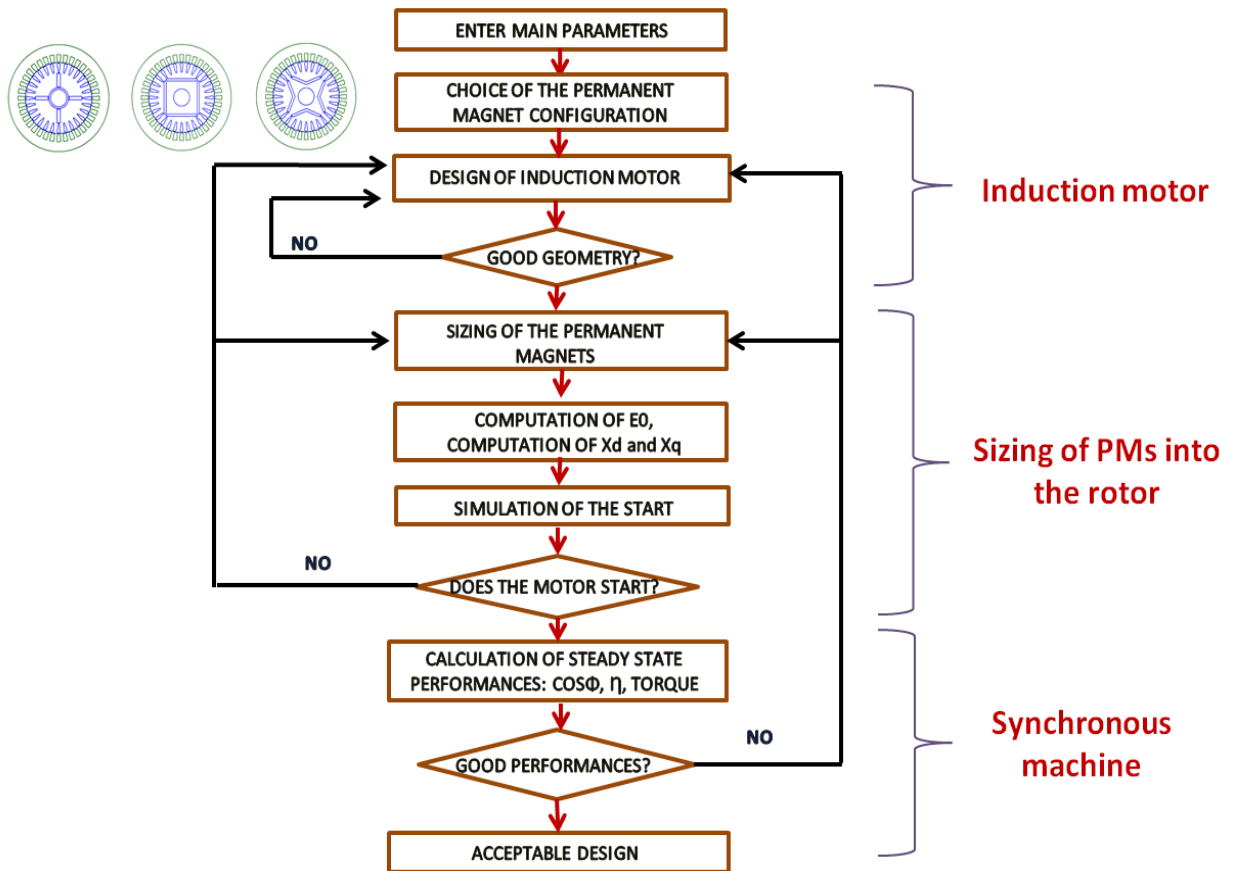 ENTER MAIN PARAMETERS
CHOICE OF THE PERMANENT
MAGNET CONFIGURATION
DESIGN OF INDUCTION MOTOR
Induction motor
NO
GOOD GEOMETRY?
SIZING OF THE PERMANENT
MAGNETS
COMPUTATION OF E0,
COMPUTATION OF Xd and Xq
Sizing of PMs into
the rotor
SIMULATION OF THE START
NO
DOES THE MOTOR START?
CALCULATION OF STEADY STATE
PERFORMANCES: COSΦ, η, TORQUE
Synchronous
machine
NO
GOOD PERFORMANCES?
ACCEPTABLE DESIGN